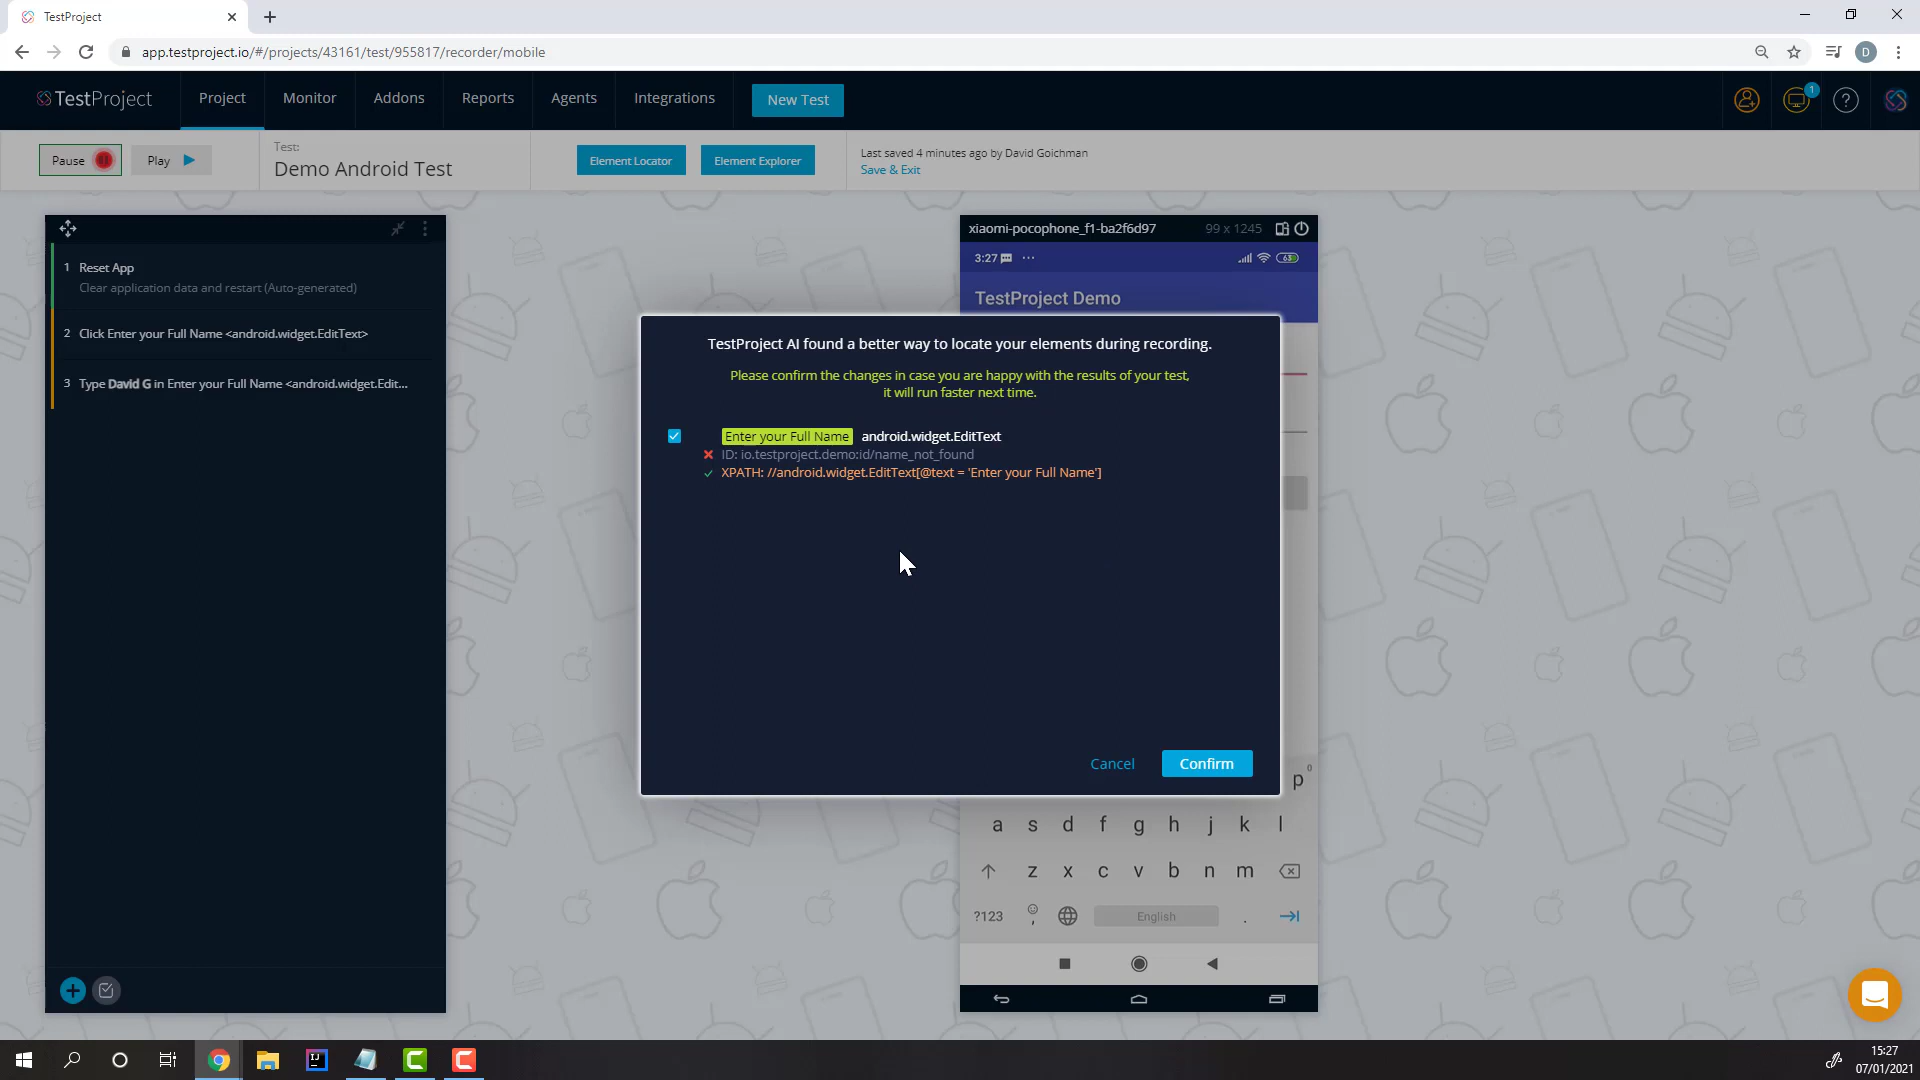 TestProject
app.testproject.io/#/projects/43161/test/955817/recorder/mobile
D
TestProject
Project
Monitor
Addons
Reports
Agents
Integrations
New Test
1
?
Pause
Play
Test:
Demo Android Test
Element Locator
Element Explorer
Last saved 4 minutes ago by David Goichman
Save & Exit
1 Reset App
Clear application data and restart (Auto-generated)
2 Click Enter your Full Name <android.widget.EditText>
3 Type David G in Enter your Full Name <android.widget.Edit...
xiaomi-pocophone_f1-ba2f6d97
99 x 1245
3:27
63
TestProject Demo
TestProject AI found a better way to locate your elements during recording.
Please confirm the changes in case you are happy with the results of your test,
it will run faster next time.
Enter your Full Name android.widget.EditText
ID: io.testproject.demo:id/name_not_found
XPATH: //android.widget.EditText[@text = 'Enter your Full Name']
Cancel
Confirm
p 0
a s d f g h j k l
z x c v b n m
?123 , English .
IJ
15:27
07/01/2021